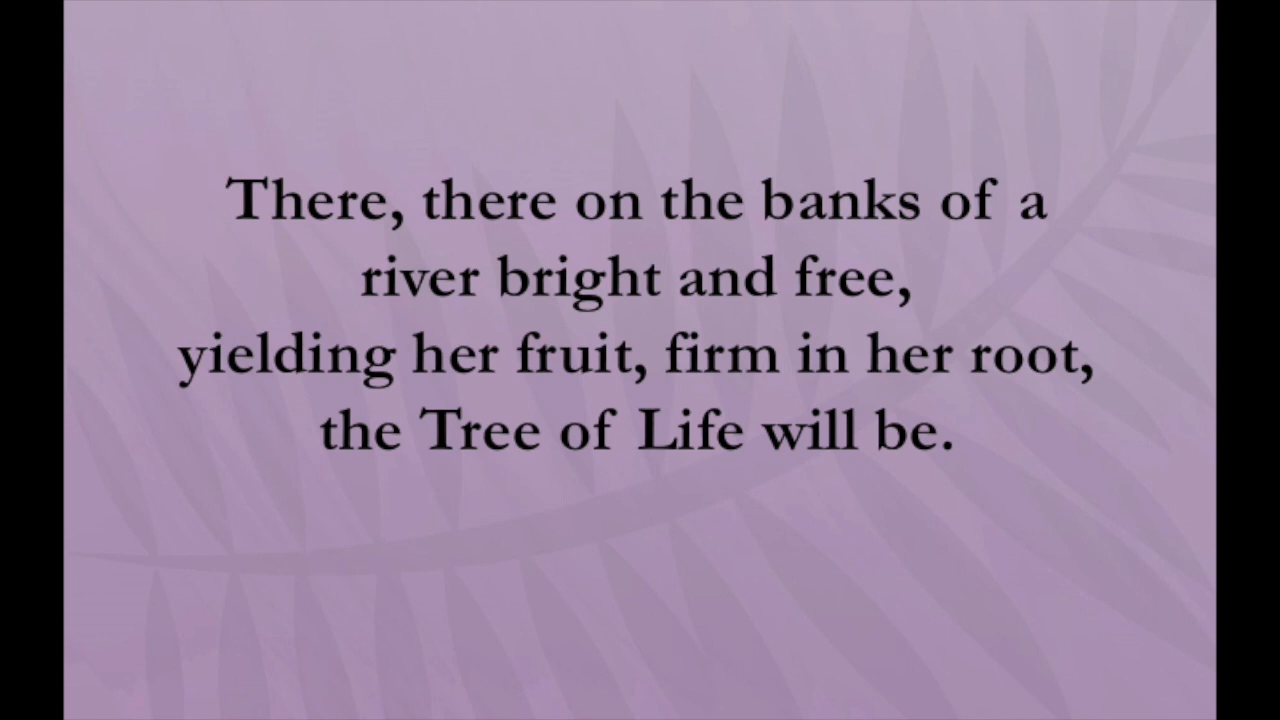 There, there on the banks of a
river bright and free,
yielding her fruit, firm in her root,
the Tree of Life will be.